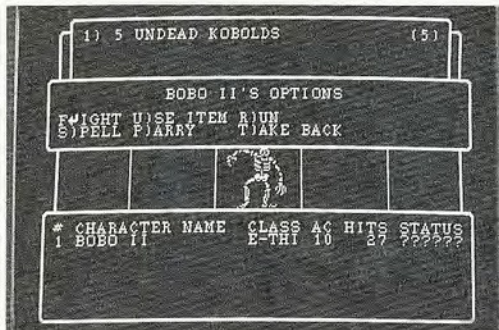 1) 5 UNDEAD KOBOLDS (5)
BOBO II'S OPTIONS
F↵IGHT U)SE ITEM R)UN
S)PELL P)ARRY T)AKE BACK
# CHARACTER NAME CLASS AC HITS STATUS
1 BOBO II E-THI 10 27 ??????